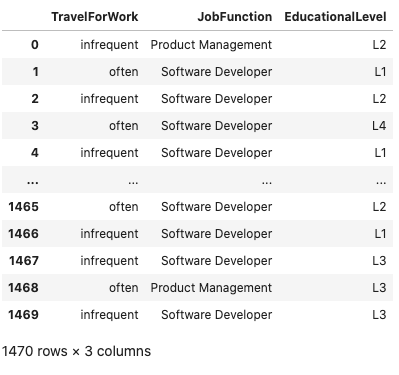 TravelForWork JobFunction EducationalLevel
0 infrequent Product Management L2
1 often Software Developer L1
2 infrequent Software Developer L2
3 often Software Developer L4
4 infrequent Software Developer L1
... ... ... ...
1465 often Software Developer L2
1466 infrequent Software Developer L1
1467 infrequent Software Developer L3
1468 often Product Management L3
1469 infrequent Software Developer L3
1470 rows × 3 columns